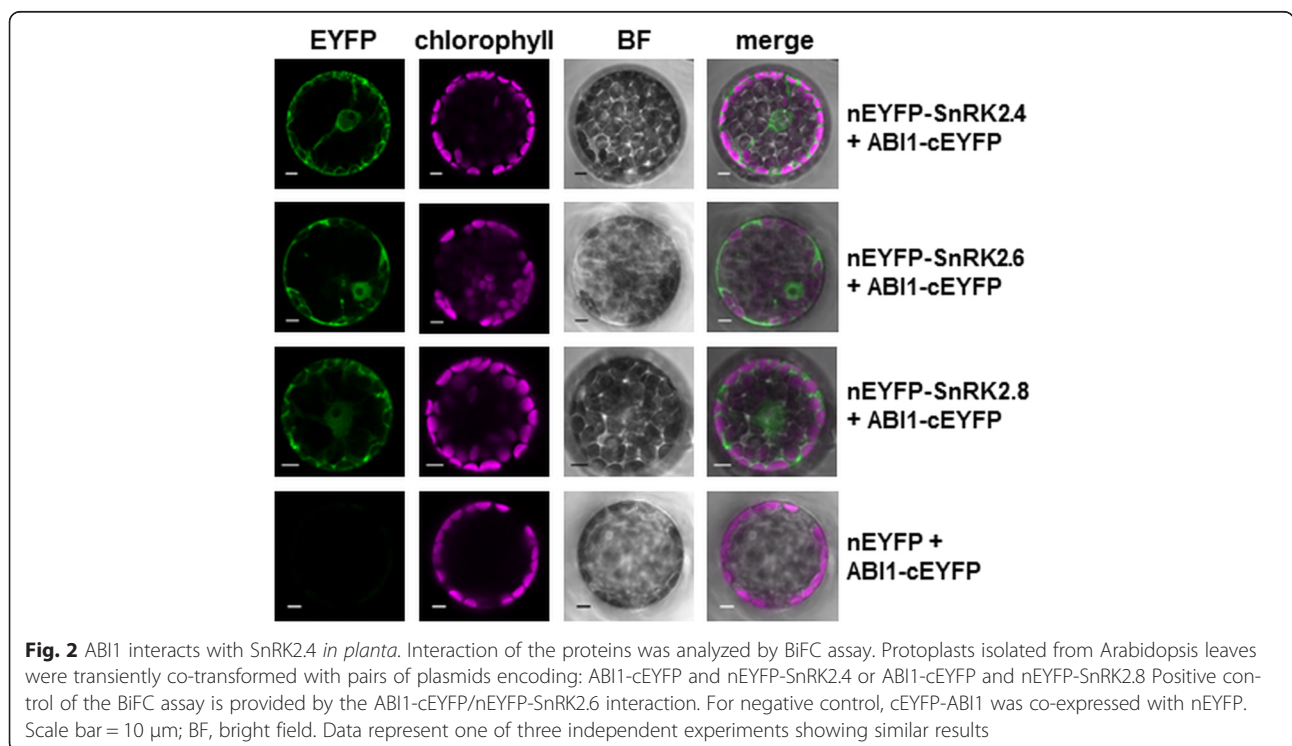 EYFP chlorophyll BF merge
nEYFP-SnRK2.4
+ ABI1-cEYFP
nEYFP-SnRK2.6
+ ABI1-cEYFP
nEYFP-SnRK2.8
+ ABI1-cEYFP
nEYFP +
ABI1-cEYFP
Fig. 2 ABI1 interacts with SnRK2.4 in planta. Interaction of the proteins was analyzed by BiFC assay. Protoplasts isolated from Arabidopsis leaves
were transiently co-transformed with pairs of plasmids encoding: ABI1-cEYFP and nEYFP-SnRK2.4 or ABI1-cEYFP and nEYFP-SnRK2.8 Positive con-
trol of the BiFC assay is provided by the ABI1-cEYFP/nEYFP-SnRK2.6 interaction. For negative control, cEYFP-ABI1 was co-expressed with nEYFP.
Scale bar = 10 μm; BF, bright field. Data represent one of three independent experiments showing similar results